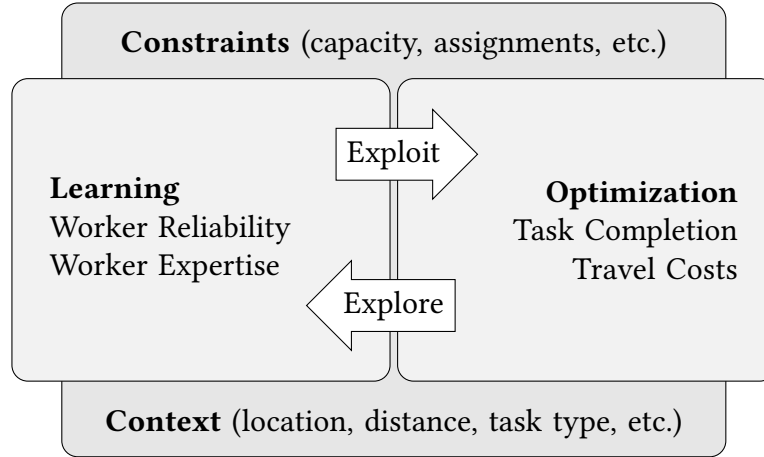 Constraints (capacity, assignments, etc.)
Exploit
Learning
Worker Reliability
Worker Expertise
Optimization
Task Completion
Travel Costs
Explore
Context (location, distance, task type, etc.)